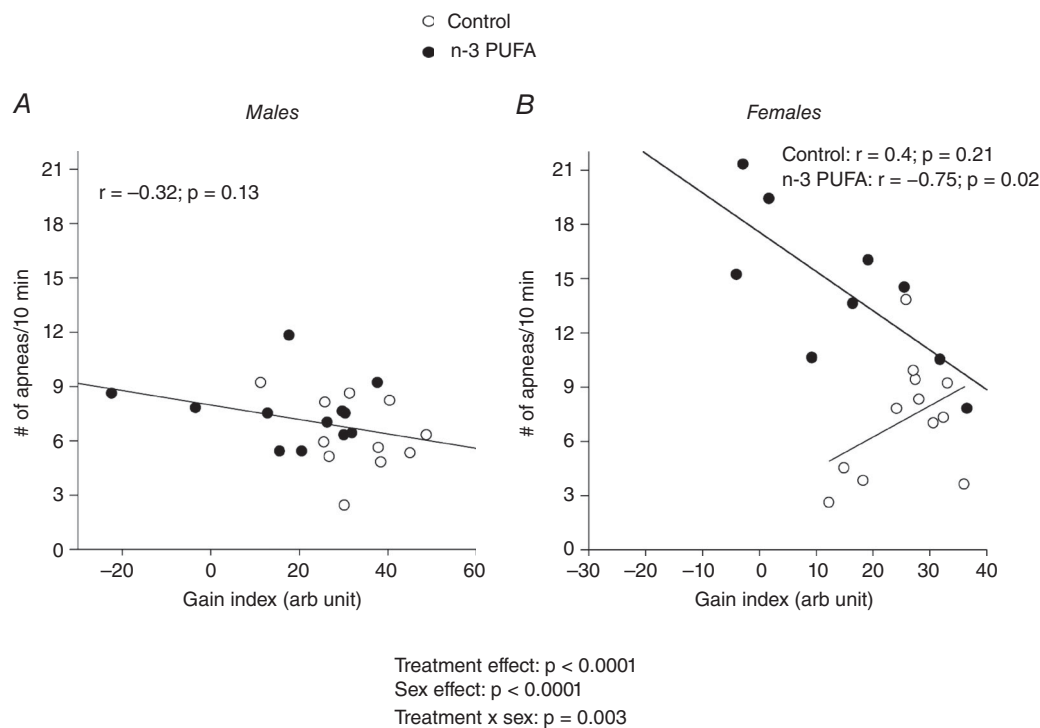 Control
n-3 PUFA
A
Males
r = –0.32; p = 0.13
# of apneas/10 min
21
18
15
12
9
6
3
0
–20
0
20
40
60
Gain index (arb unit)
B
Females
Control: r = 0.4; p = 0.21
n-3 PUFA: r = –0.75; p = 0.02
# of apneas/10 min
21
18
15
12
9
6
3
0
–30
–20
–10
0
10
20
30
40
Gain index (arb unit)
Treatment effect: p < 0.0001
Sex effect: p < 0.0001
Treatment x sex: p = 0.003